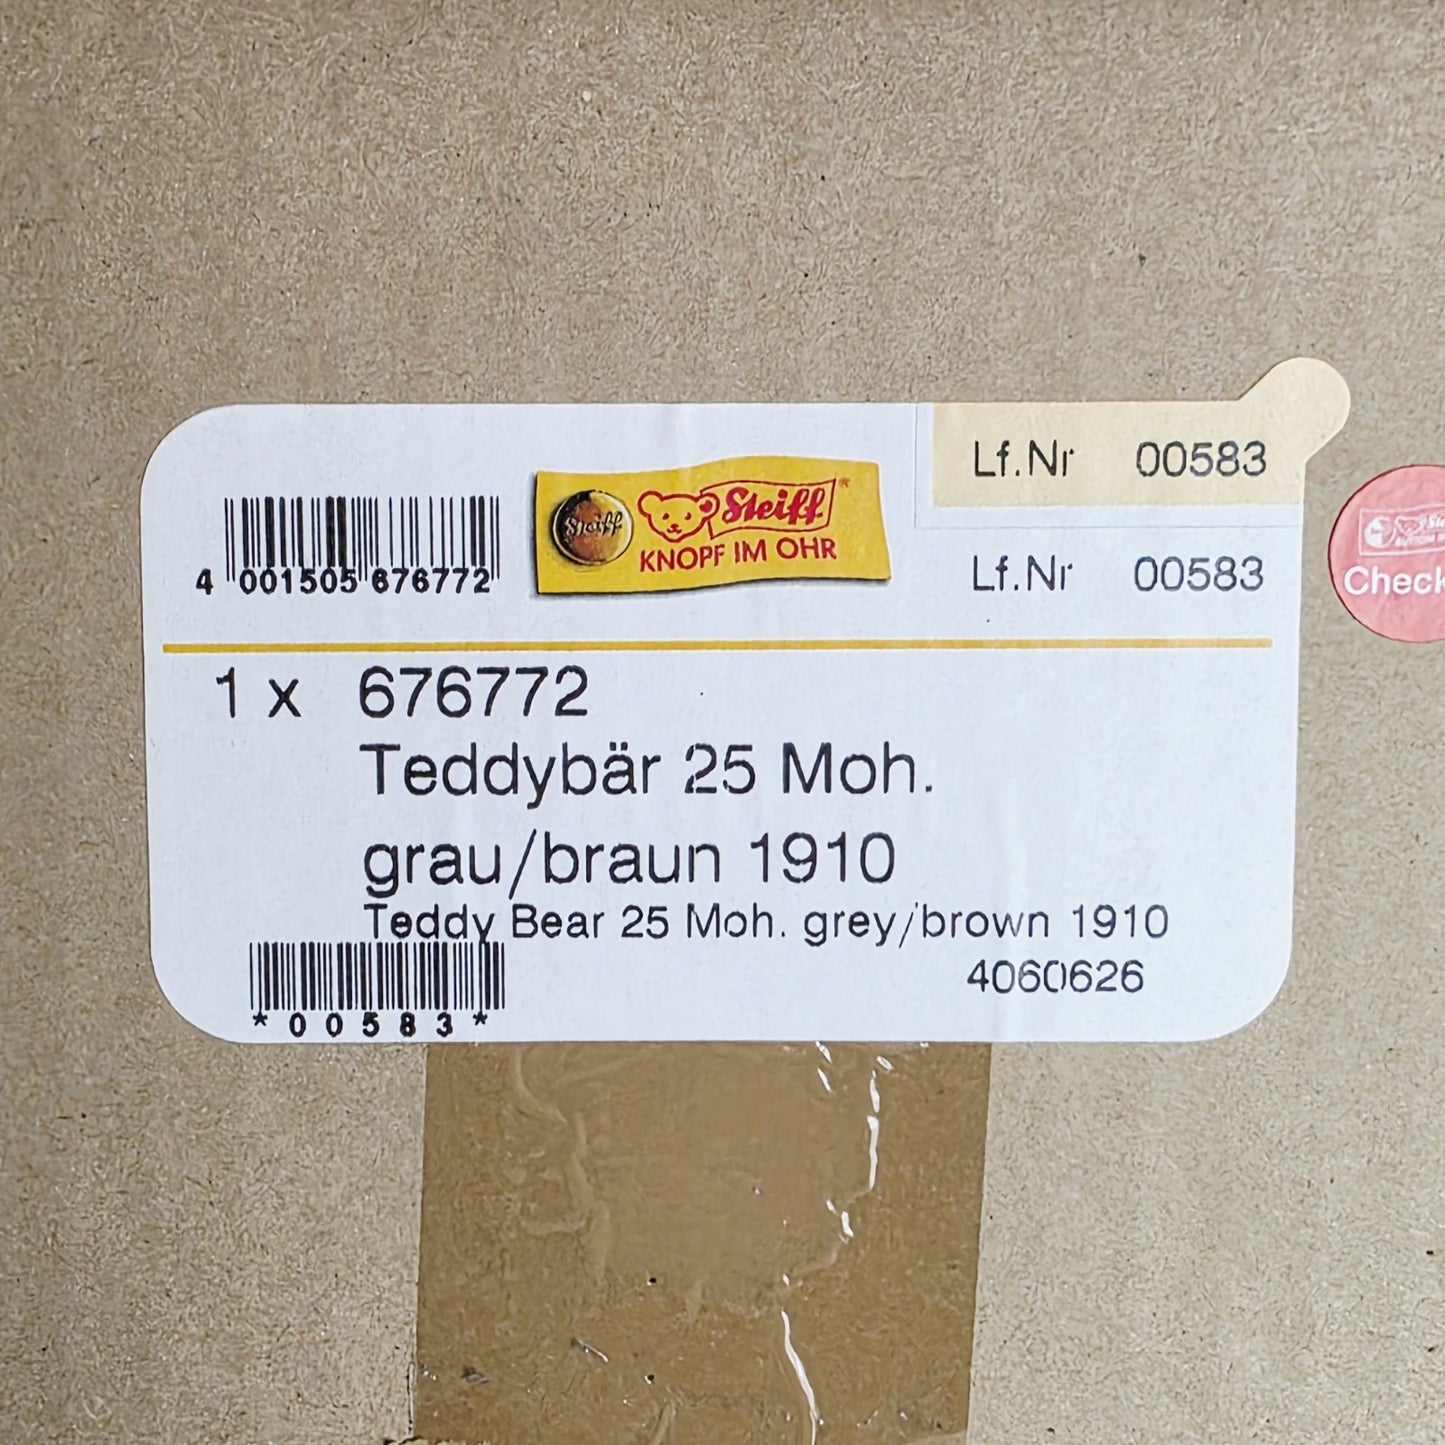 Lf.Nr 00583
Steiff
Steiff®
KNOPF IM OHR
4 001505 676772
Lf.Nr 00583
Check
1 x 676772
Teddybär 25 Moh.
grau/braun 1910
Teddy Bear 25 Moh. grey/brown 1910
4060626
*00583*